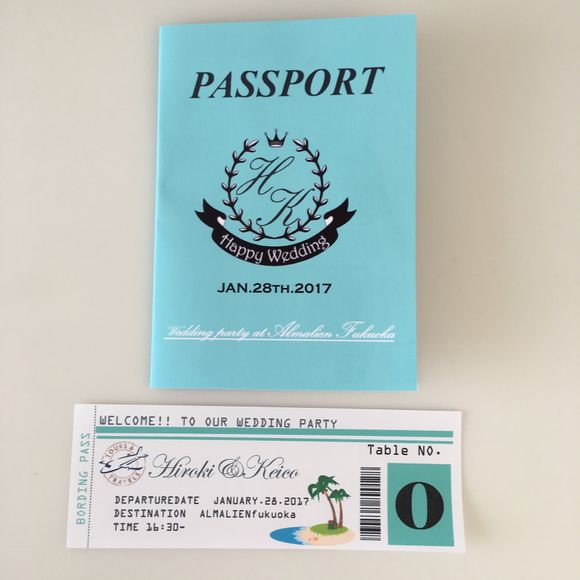 PASSPORT
H
K
Happy Wedding
JAN.28TH.2017
Wedding party at Almalien Fukuoka
BORDING PASS
WELCOME!! TO OUR WEDDING PARTY
TOURS &
TRAVELS
Hiroki & Keico
Table NO.
DEPARTUREDATE JANUARY.28.2017
DESTINATION ALMALIENfukuoka
TIME 16:30-
O